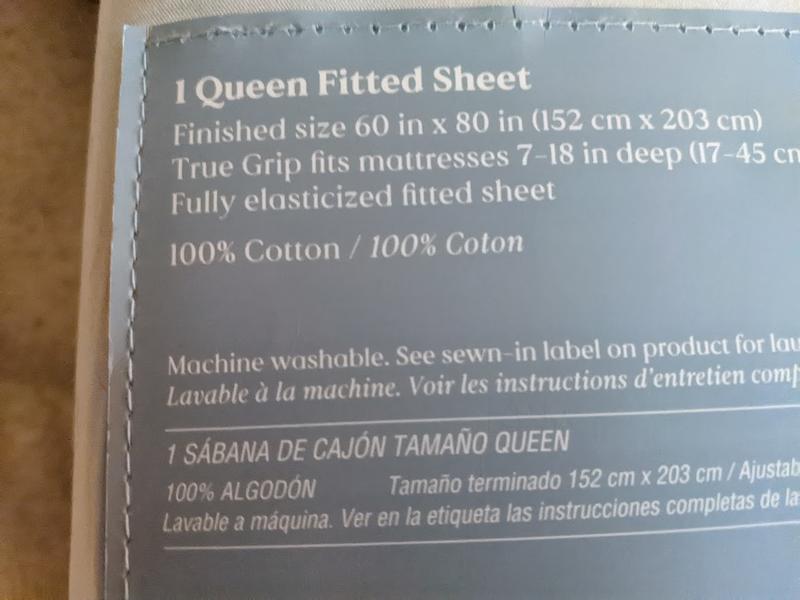 1 Queen Fitted Sheet
Finished size 60 in x 80 in (152 cm x 203 cm)
True Grip fits mattresses 7-18 in deep (17-45 cm
Fully elasticized fitted sheet
100% Cotton / 100% Coton
Machine washable. See sewn-in label on product for
Lavable à la machine. Voir les instructions d'entretien
1 SÁBANA DE CAJÓN TAMAÑO QUEEN
100% ALGODÓN Tamaño terminado 152 cm x 203 cm /
Lavable a máquina. Ver en la etiqueta las instrucciones completas de